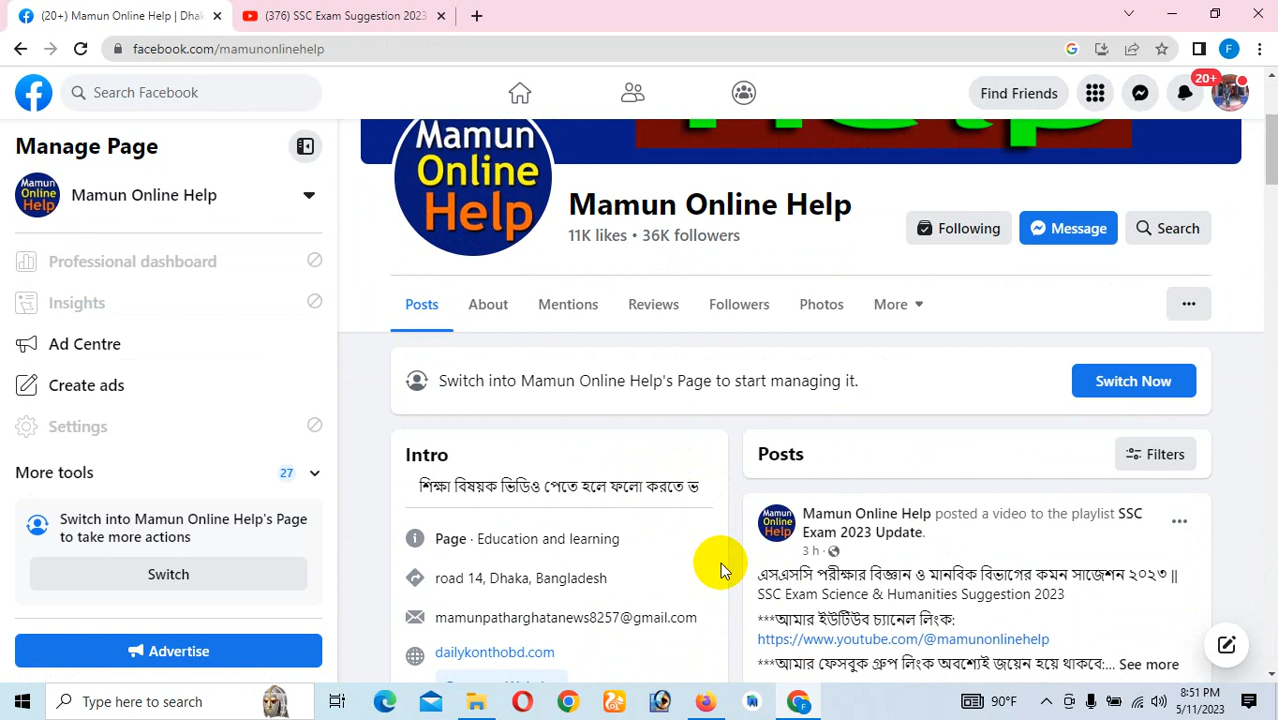 (20+) Mamun Online Help | Dhak
(376) SSC Exam Suggestion 2023
facebook.com/mamunonlinehelp
F
Search Facebook
Find Friends
20+
Manage Page
Mamun Online Help
Mamun Online Help
11K likes • 36K followers
Following
Message
Search
Mamun
Online
Help
Help
Professional dashboard
Insights
Ad Centre
Create ads
Settings
More tools
27
Switch into Mamun Online Help's Page
to take more actions
Switch
Advertise
Posts
About
Mentions
Reviews
Followers
Photos
More
Switch into Mamun Online Help's Page to start managing it.
Switch Now
Intro
শিক্ষা বিষয়ক ভিডিও পেতে হলে ফলো করতে ভ
Page · Education and learning
road 14, Dhaka, Bangladesh
mamunpatharghatanews8257@gmail.com
dailykonthobd.com
Posts
Filters
Mamun Online Help posted a video to the playlist SSC
Exam 2023 Update.
3 h ·
এসএসসি পরীক্ষার বিজ্ঞান ও মানবিক বিভাগের কমন সাজেশন ২০২৩ ||
SSC Exam Science & Humanities Suggestion 2023
***আমার ইউটিউব চ্যানেল লিংক:
https://www.youtube.com/@mamunonlinehelp
***আমার ফেসবুক গ্রুপ লিংক অবশ্যেই জয়েন হয়ে থাকবে:... See more
Type here to search
90°F
8:51 PM
5/11/2023